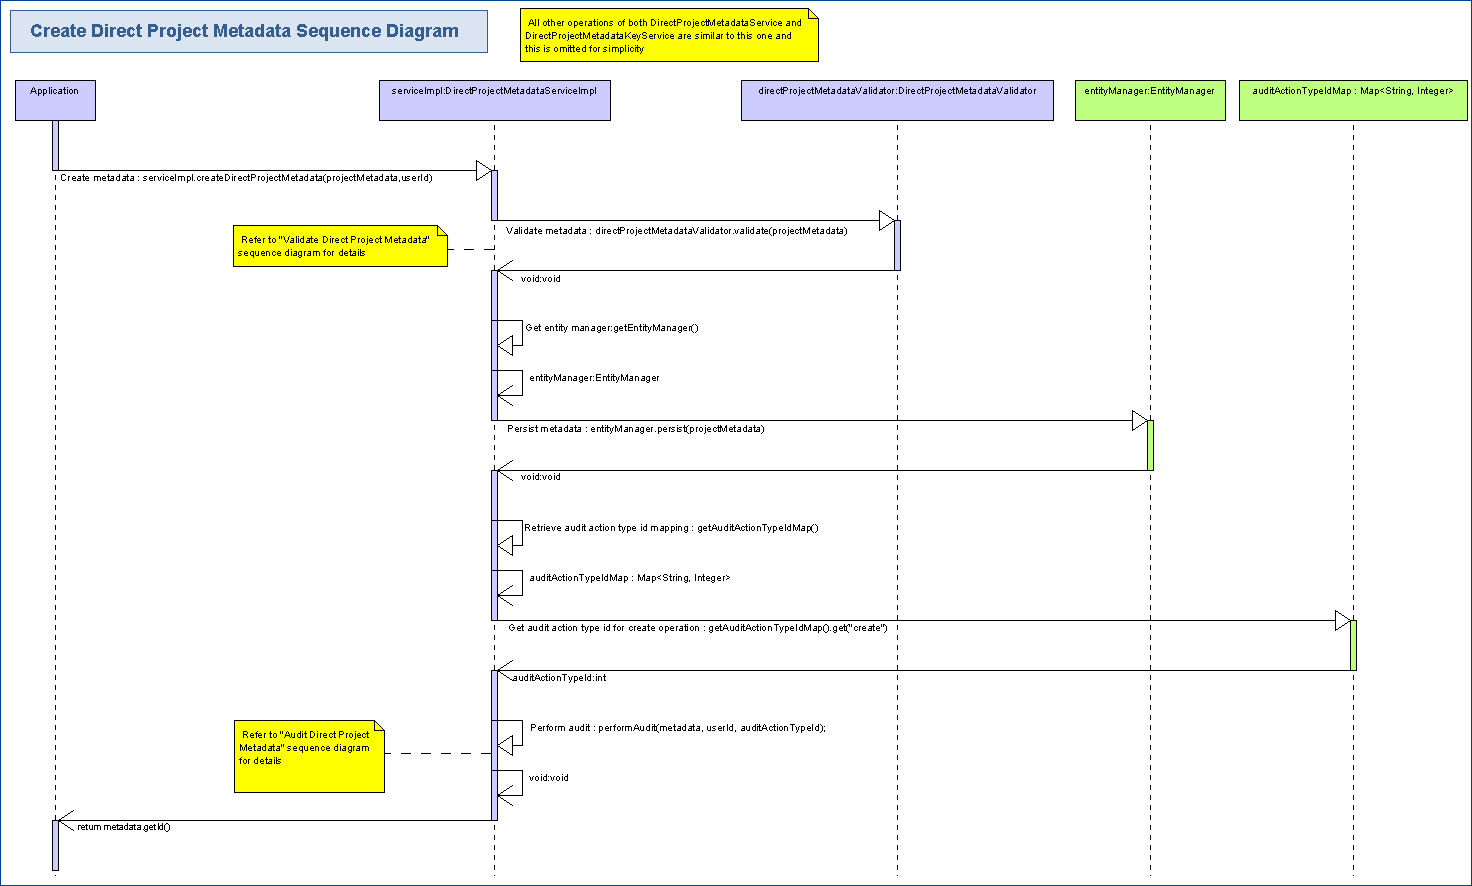 Create Direct Project Metadata Sequence Diagram
All other operations of both DirectProjectMetadataService and
DirectProjectMetadataKeyService are similar to this one and
this is omitted for simplicity
Application
serviceImpl:DirectProjectMetadataServiceImpl
directProjectMetadataValidator:DirectProjectMetadataValidator
entityManager:EntityManager
auditActionTypeIdMap : Map<String, Integer>
Create metadata : serviceImpl.createDirectProjectMetadata(projectMetadata,userId)
Validate metadata : directProjectMetadataValidator.validate(projectMetadata)
Refer to "Validate Direct Project Metadata"
sequence diagram for details
void:void
Get entity manager:getEntityManager()
entityManager:EntityManager
Persist metadata : entityManager.persist(projectMetadata)
void:void
Retrieve audit action type id mapping : getAuditActionTypeIdMap()
auditActionTypeIdMap : Map<String, Integer>
Get audit action type id for create operation : getAuditActionTypeIdMap().get("create")
auditActionTypeId:int
Perform audit : performAudit(metadata, userId, auditActionTypeId);
Refer to "Audit Direct Project
Metadata" sequence diagram
for details
void:void
return metadata.getId()